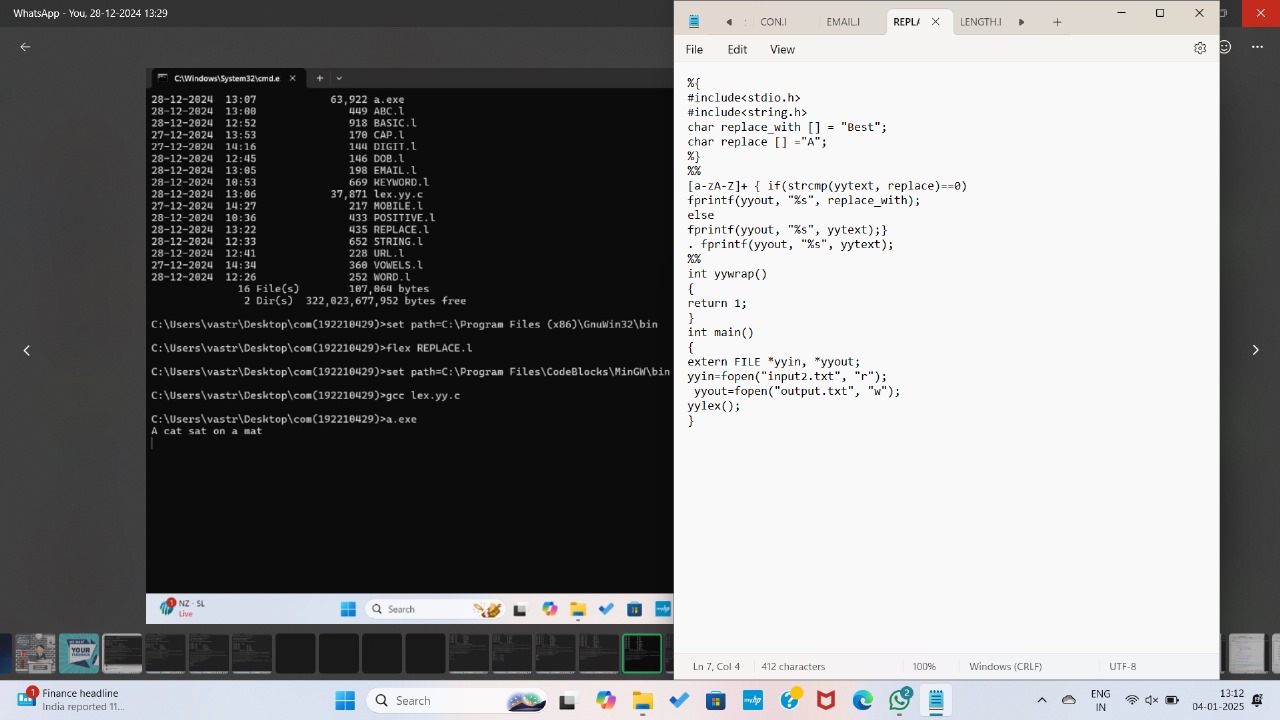 WhatsApp - You, 28-12-2024 13:29
CON.l
EMAIL.l
REPL
LENGTH.l
File
Edit
View
C:\Windows\System32\cmd.e
28-12-2024 13:07 63,922 a.exe
28-12-2024 13:00 449 ABC.l
28-12-2024 12:52 918 BASIC.l
27-12-2024 13:53 170 CAP.l
27-12-2024 14:16 144 DIGIT.l
28-12-2024 12:45 146 DOB.l
28-12-2024 13:05 198 EMAIL.l
28-12-2024 10:53 669 KEYWORD.l
28-12-2024 13:06 37,871 lex.yy.c
27-12-2024 14:27 217 MOBILE.l
28-12-2024 10:36 433 POSITIVE.l
28-12-2024 13:22 435 REPLACE.l
28-12-2024 12:33 652 STRING.l
28-12-2024 12:41 228 URL.l
27-12-2024 14:34 360 VOWELS.l
28-12-2024 12:26 252 WORD.l
16 File(s) 107,064 bytes
2 Dir(s) 322,023,677,952 bytes free
C:\Users\vastr\Desktop\com(192210429)>set path=C:\Program Files (x86)\GnuWin32\bin
C:\Users\vastr\Desktop\com(192210429)>flex REPLACE.l
C:\Users\vastr\Desktop\com(192210429)>set path=C:\Program Files\CodeBlocks\MinGW\bin
C:\Users\vastr\Desktop\com(192210429)>gcc lex.yy.c
C:\Users\vastr\Desktop\com(192210429)>a.exe
A cat sat on a mat
%{
#include<stdio.h>
#include<string.h>
char replace_with [] = "Best";
char replace [] ="A";
%}
%%
[a-zA-Z]+ { if(strcmp(yytext, replace)==0)
fprintf(yyout, "%s", replace_with);
else
fprintf(yyout, "%s", yytext);}
. fprintf(yyout, "%s", yytext);
%%
int yywrap()
{
return 1;
}
int main()
{
extern FILE *yyin, *yyout;
yyin=fopen("input2.txt", "r");
yyout=fopen("output.txt", "w");
yylex();
}
1
NZ - SL
Live
Search
YOUR
Ln 7, Col 4
412 characters
100%
Windows (CRLF)
UTF-8
1
Finance headline
India reported 11...
Search
2
ENG
IN
13:12
04-01-2025